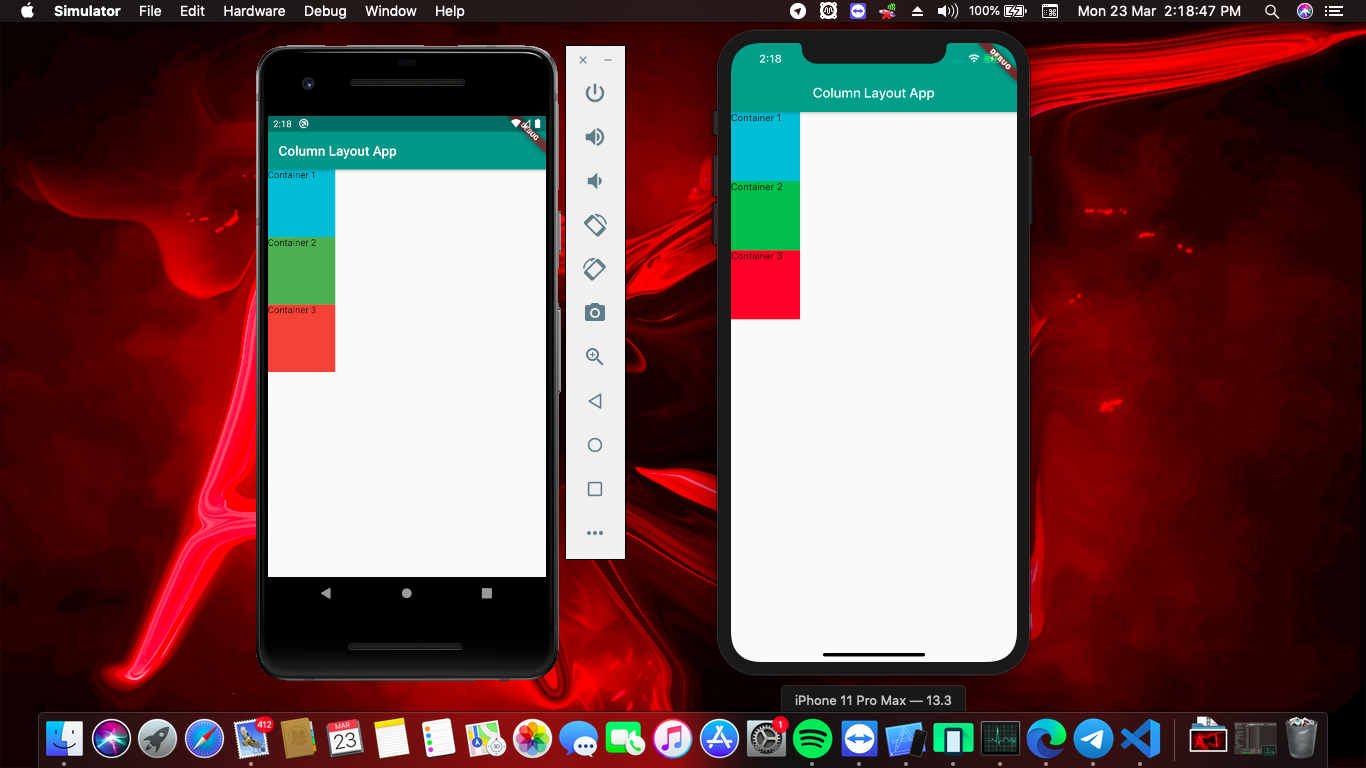 Simulator File Edit Hardware Debug Window Help 100% Mon 23 Mar 2:18:47 PM
2:18
DEBUG
Column Layout App
Container 1
Container 2
Container 3
2:18
DEBUG
Column Layout App
Container 1
Container 2
Container 3
iPhone 11 Pro Max — 13.3
412
MAR
23
3D
1